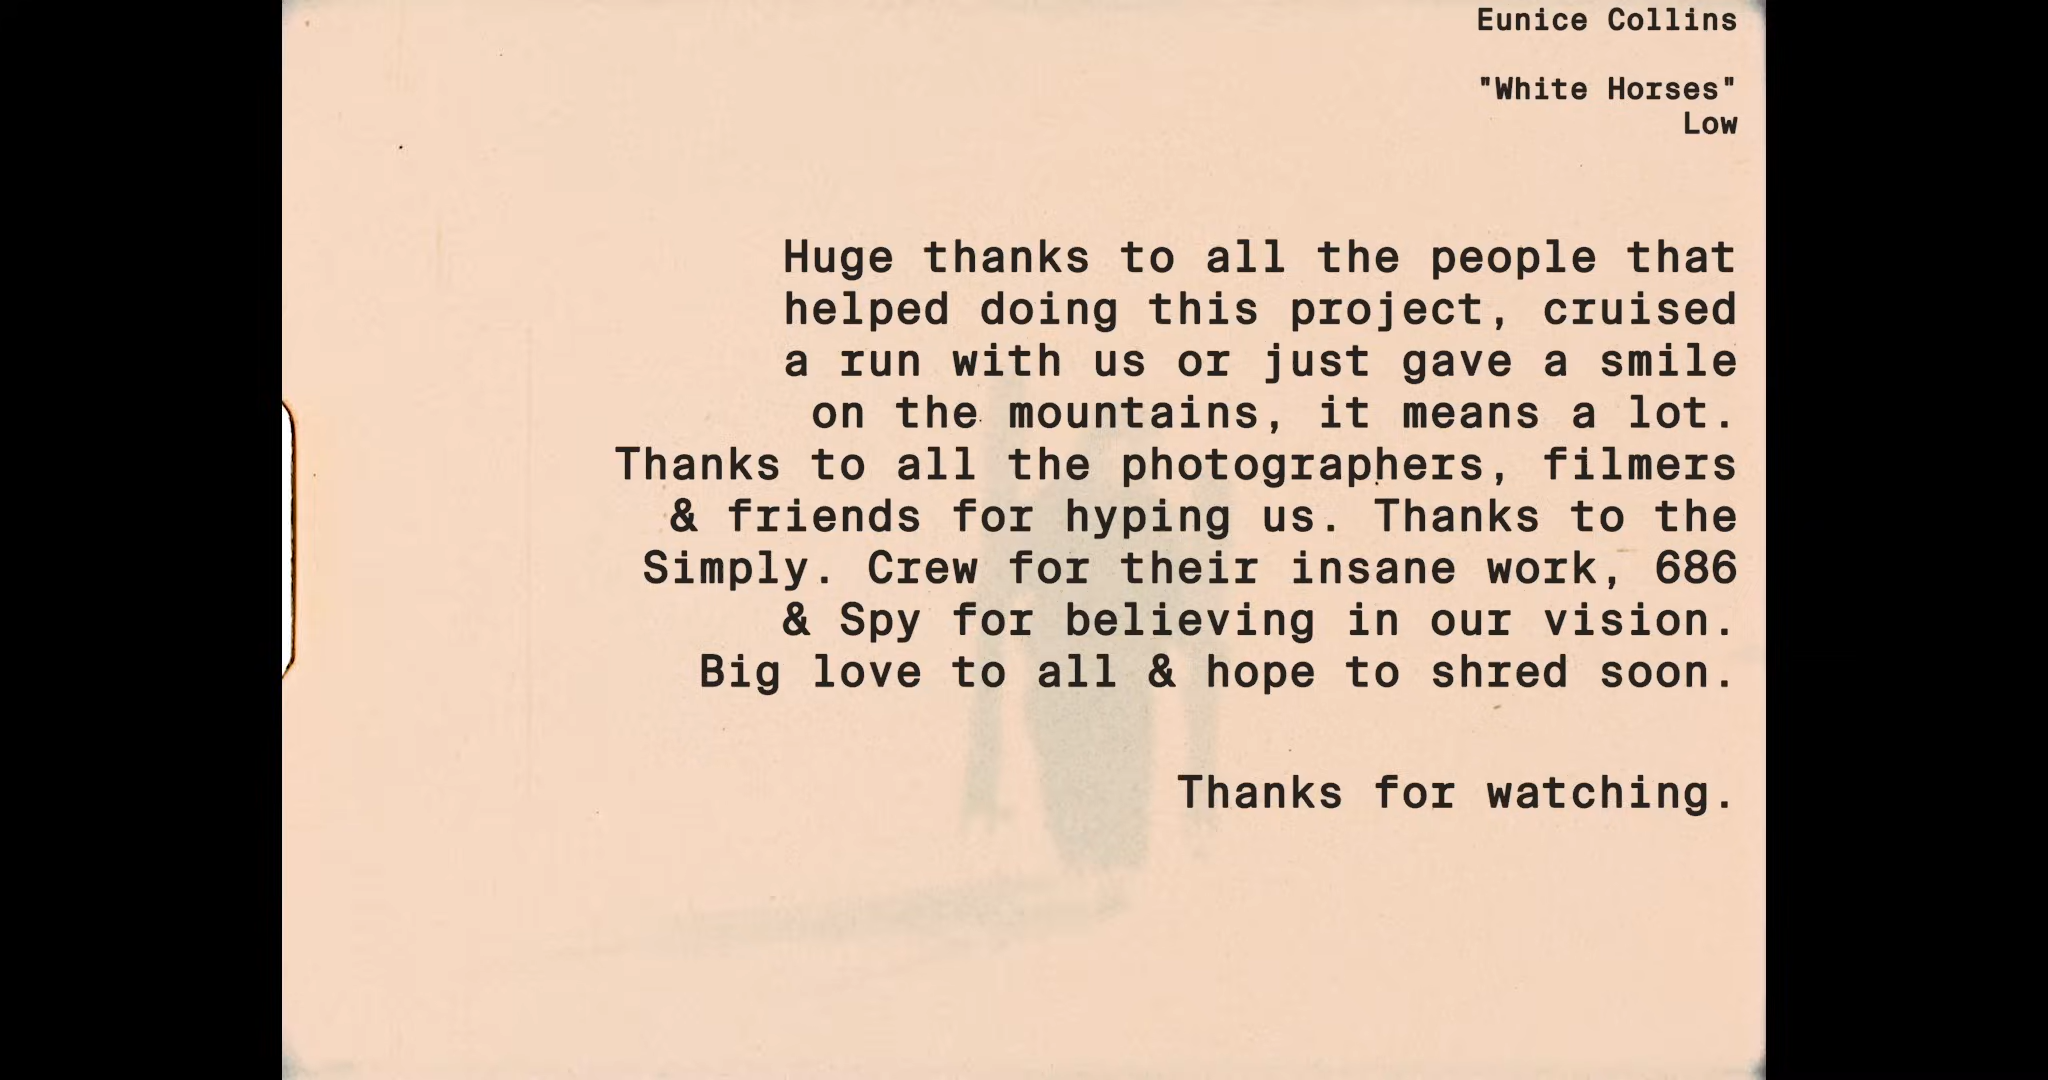 Eunice Collins
"White Horses"
Low
Huge thanks to all the people that
helped doing this project, cruised
a run with us or just gave a smile
on the mountains, it means a lot.
Thanks to all the photographers, filmers
& friends for hyping us. Thanks to the
Simply. Crew for their insane work, 686
& Spy for believing in our vision.
Big love to all & hope to shred soon.
Thanks for watching.